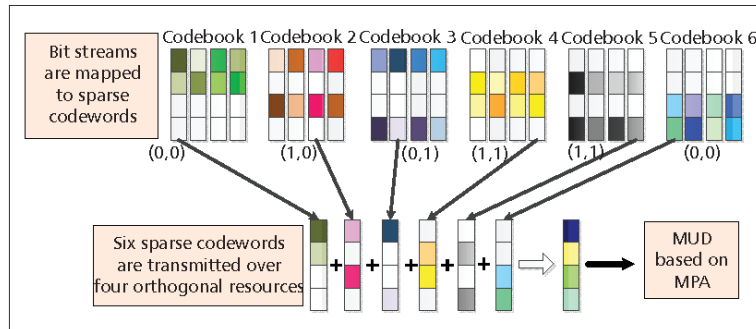 Codebook 1 Codebook 2 Codebook 3 Codebook 4 Codebook 5 Codebook 6
Bit streams
are mapped
to sparse
codewords
(0,0) (1,0) (0,1) (1,1) (1,1) (0,0)
Six sparse codewords
are transmitted over
four orthogonal resources
+ + + + +
MUD
based on
MPA